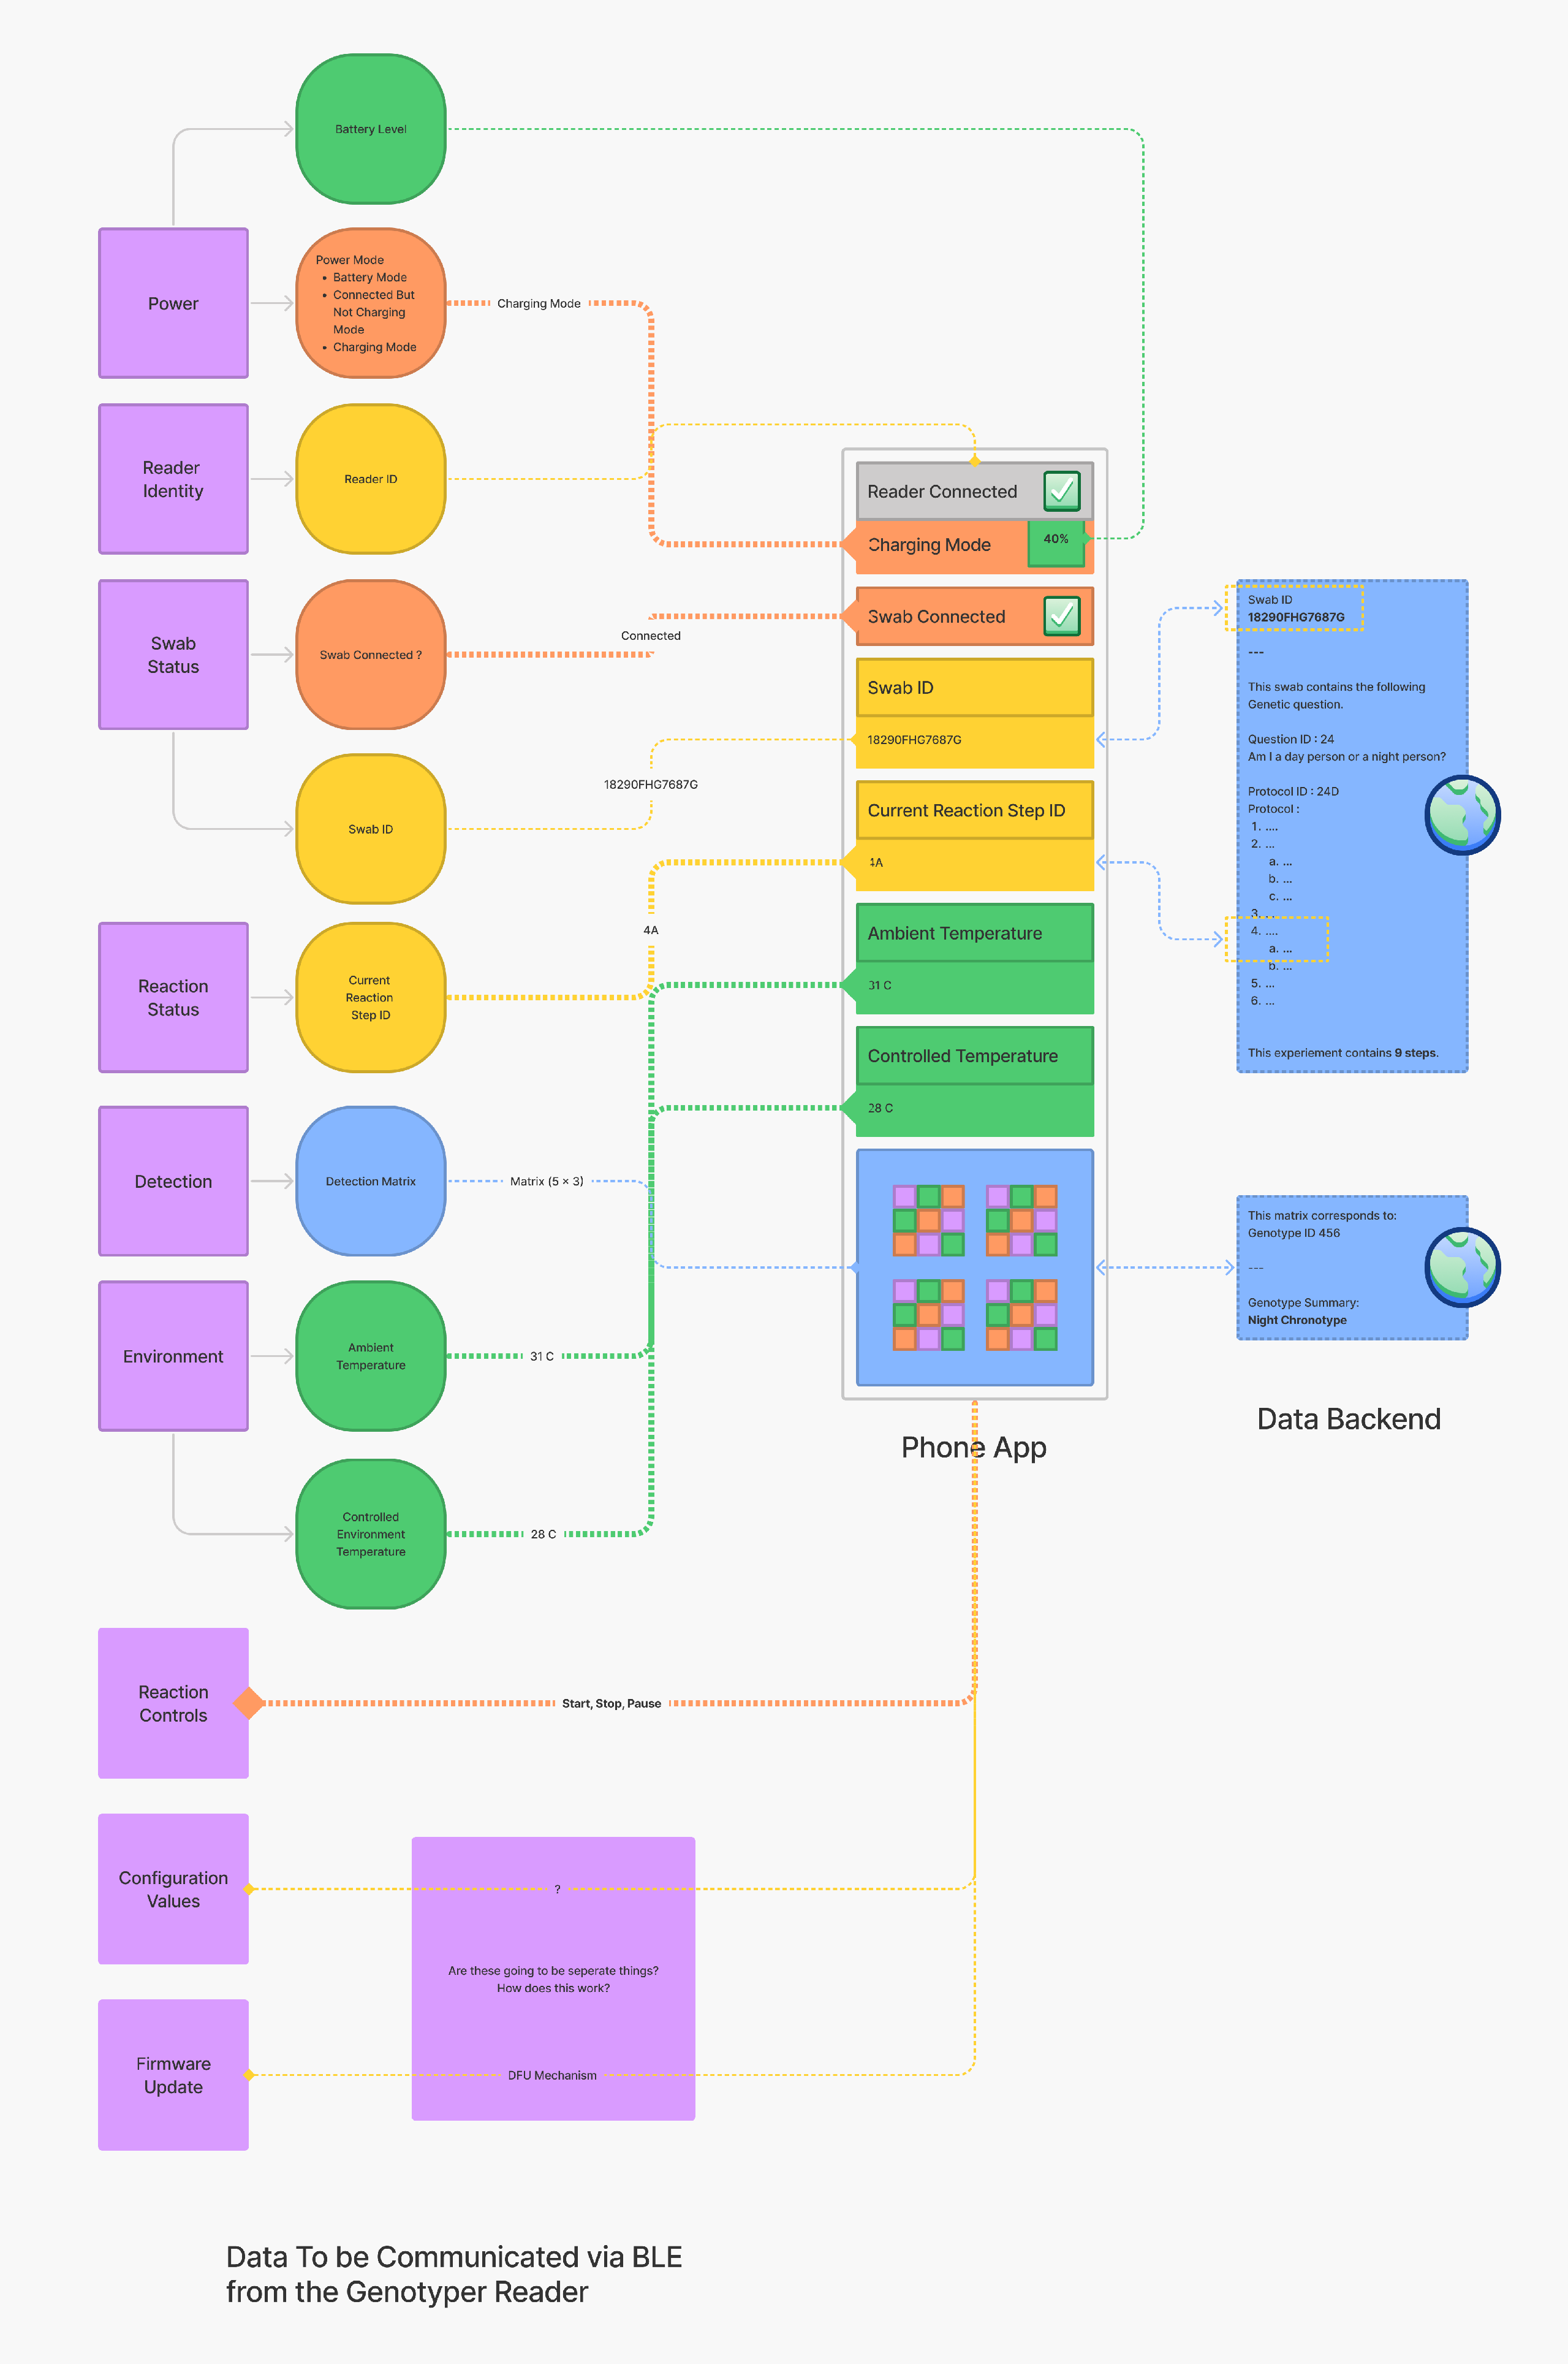 Battery Level
Power
Power Mode
• Battery Mode
• Connected But
Not Charging
Mode
• Charging Mode
Charging Mode
Reader
Identity
Reader ID
Swab
Status
Swab Connected ?
Connected
Swab ID
18290FHG7687G
Reaction
Status
Current
Reaction
Step ID
4A
Detection
Detection Matrix
Matrix (5 × 3)
Environment
Ambient
Temperature
31 C
Controlled
Environment
Temperature
28 C
Reaction
Controls
Start, Stop, Pause
Configuration
Values
?
Are these going to be seperate things?
How does this work?
Firmware
Update
DFU Mechanism
Reader Connected
Charging Mode
40%
Swab Connected
Swab ID
18290FHG7687G
Current Reaction Step ID
4A
Ambient Temperature
31 C
Controlled Temperature
28 C
Phone App
Swab ID
18290FHG7687G
---
This swab contains the following
Genetic question.
Question ID : 24
Am I a day person or a night person?
Protocol ID : 24D
Protocol :
1. ....
2. ...
a. ...
b. ...
c. ...
3. ...
4. ....
a. ...
b. ...
5. ...
6. ...
This experiement contains 9 steps.
This matrix corresponds to:
Genotype ID 456
---
Genotype Summary:
Night Chronotype
Data Backend
Data To be Communicated via BLE
from the Genotyper Reader